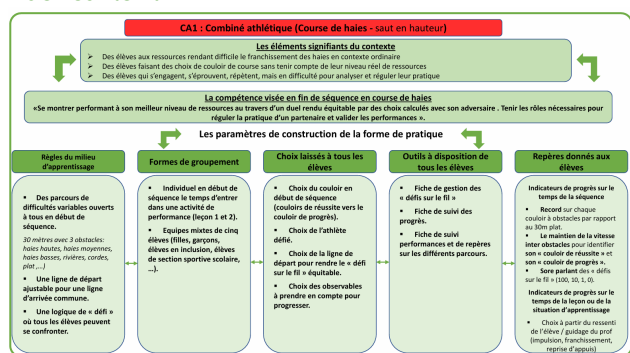 CA1 : Combiné athlétique (Course de haies - saut en hauteur)
Les éléments signifiants du contexte
➢ Des élèves aux ressources rendant difficile le franchissement des haies en contexte ordinaire
➢ Des élèves faisant des choix de couloir de course sans tenir compte de leur niveau réel de ressources
➢ Des élèves qui s'engagent, s'éprouvent, répètent, mais en difficulté pour analyser et réguler leur pratique
La compétence visée en fin de séquence en course de haies
«Se montrer performant à son meilleur niveau de ressources au travers d'un duel rendu équitable par des choix calculés avec son adversaire . Tenir les rôles nécessaires pour
réguler la pratique d'un partenaire et valider les performances ».
Les paramètres de construction de la forme de pratique
Règles du milieu
d'apprentissage
▪ Des parcours de
difficultés variables ouverts
à tous en début de
séquence.
30 mètres avec 3 obstacles:
haies hautes, haies moyennes,
haies basses, rivières, cordes,
plat ,...)
▪ Une ligne de départ
ajustable pour une ligne
d'arrivée commune.
▪ Une logique de « défi »
où tous les élèves peuvent
se confronter.
Formes de groupement
▪ Individuel en début de
séquence le temps d'entrer
dans une activité de
performance (leçon 1 et 2).
▪ Equipes mixtes de cinq
élèves (filles, garçons,
élèves en inclusion, élèves
de section sportive scolaire,
...).
Choix laissés à tous les
élèves
▪ Choix du couloir en
début de séquence
(couloirs de réussite vers le
couloir de progrès).
▪ Choix de l'athlète
défié.
▪ Choix de la ligne de
départ pour rendre le « défi
sur le fil » équitable.
▪ Choix des observables
à prendre en compte pour
progresser.
Outils à disposition de
tous les élèves
▪ Fiche de gestion des
« défis sur le fil »
▪ Fiche de suivi des
progrès.
▪ Fiche de suivi
performances et de repères
sur les différents parcours.
Repères donnés aux
élèves
Indicateurs de progrès sur le
temps de la séquence
▪ Record sur chaque
couloir à obstacles par rapport
au 30m plat.
▪ Le maintien de la vitesse
inter obstacles pour identifier
son « couloir de réussite » et
son « couloir de progrès ».
▪ Sore parlant des « défis
sur le fil » (100, 10, 1, 0).
Indicateurs de progrès sur le
temps de la leçon ou de la
situation d'apprentissage
▪ Choix à partir du ressenti
de l'élève / guidage du prof
(impulsion, franchissement,
reprise d'appuis)